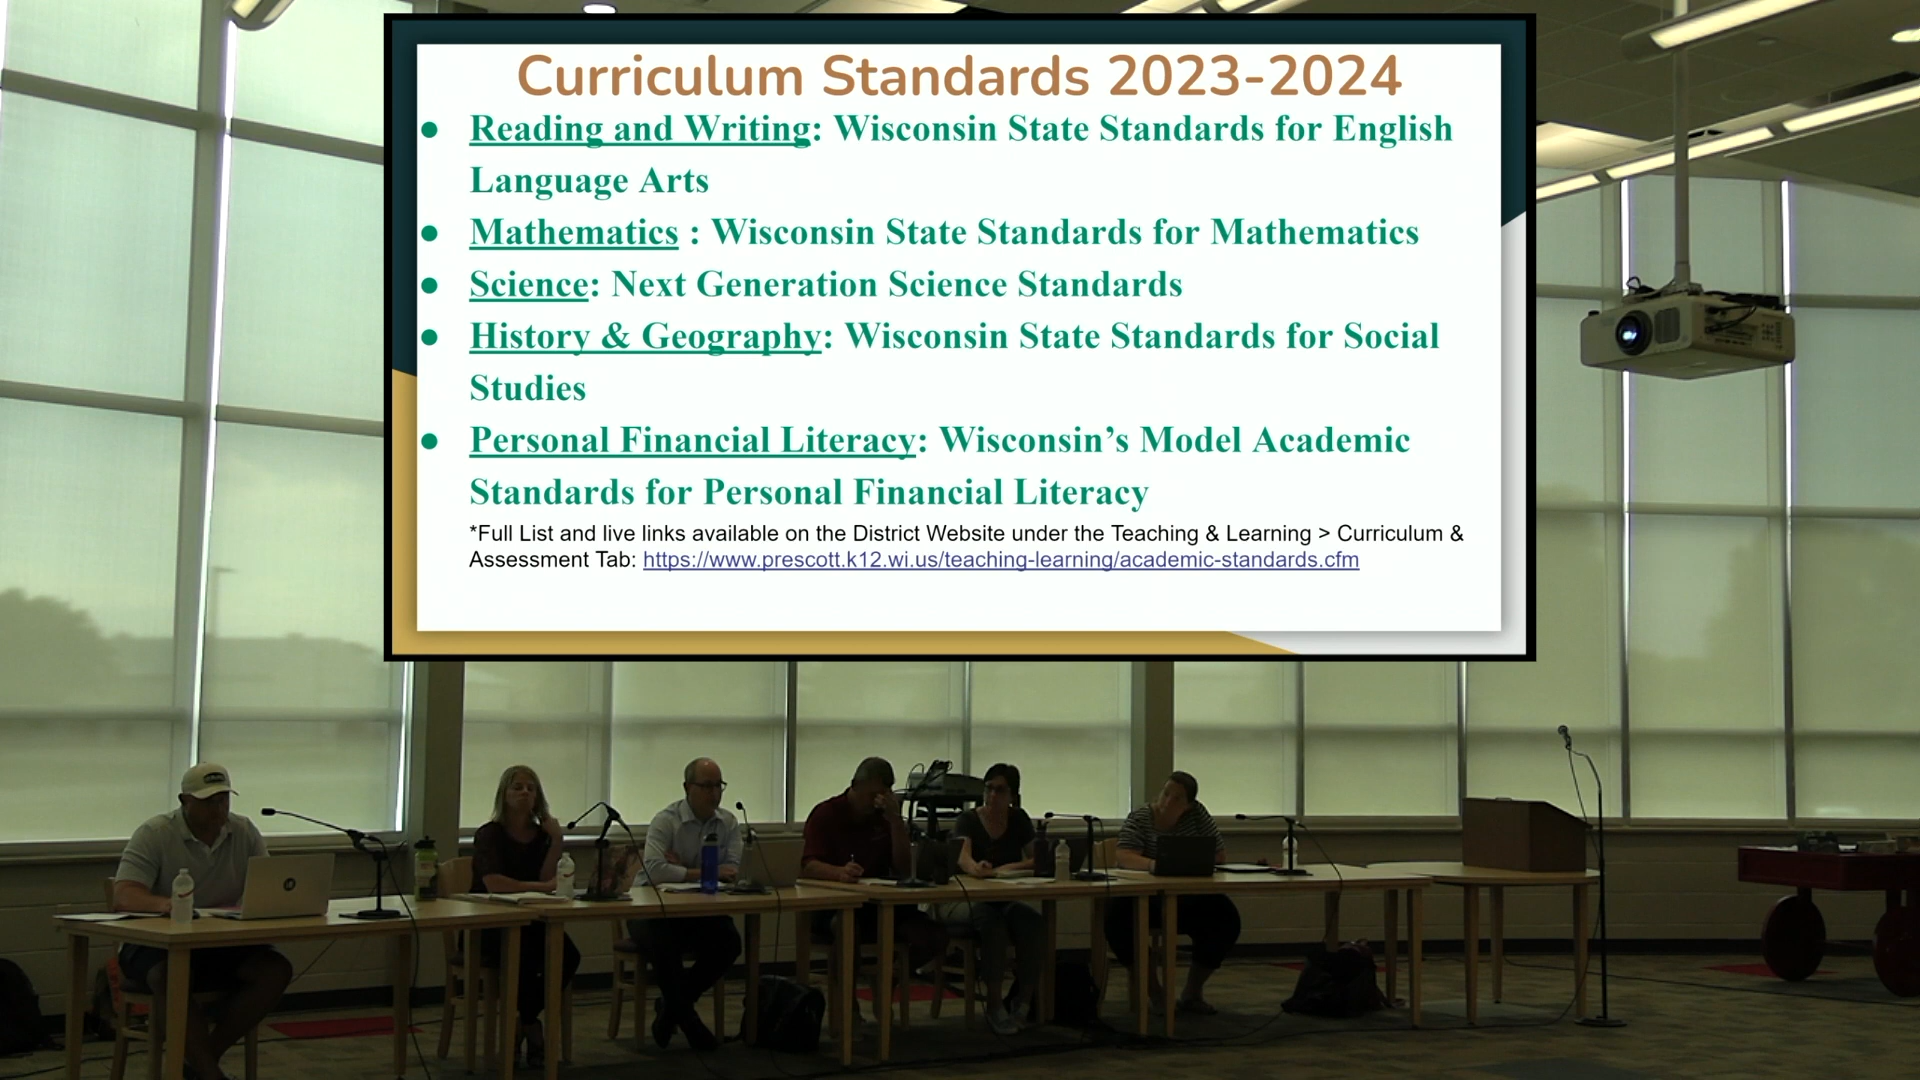 Curriculum Standards 2023-2024
● Reading and Writing: Wisconsin State Standards for English
Language Arts
● Mathematics : Wisconsin State Standards for Mathematics
● Science: Next Generation Science Standards
● History & Geography: Wisconsin State Standards for Social
Studies
● Personal Financial Literacy: Wisconsin’s Model Academic
Standards for Personal Financial Literacy
*Full List and live links available on the District Website under the Teaching & Learning > Curriculum &
Assessment Tab: https://www.prescott.k12.wi.us/teaching-learning/academic-standards.cfm